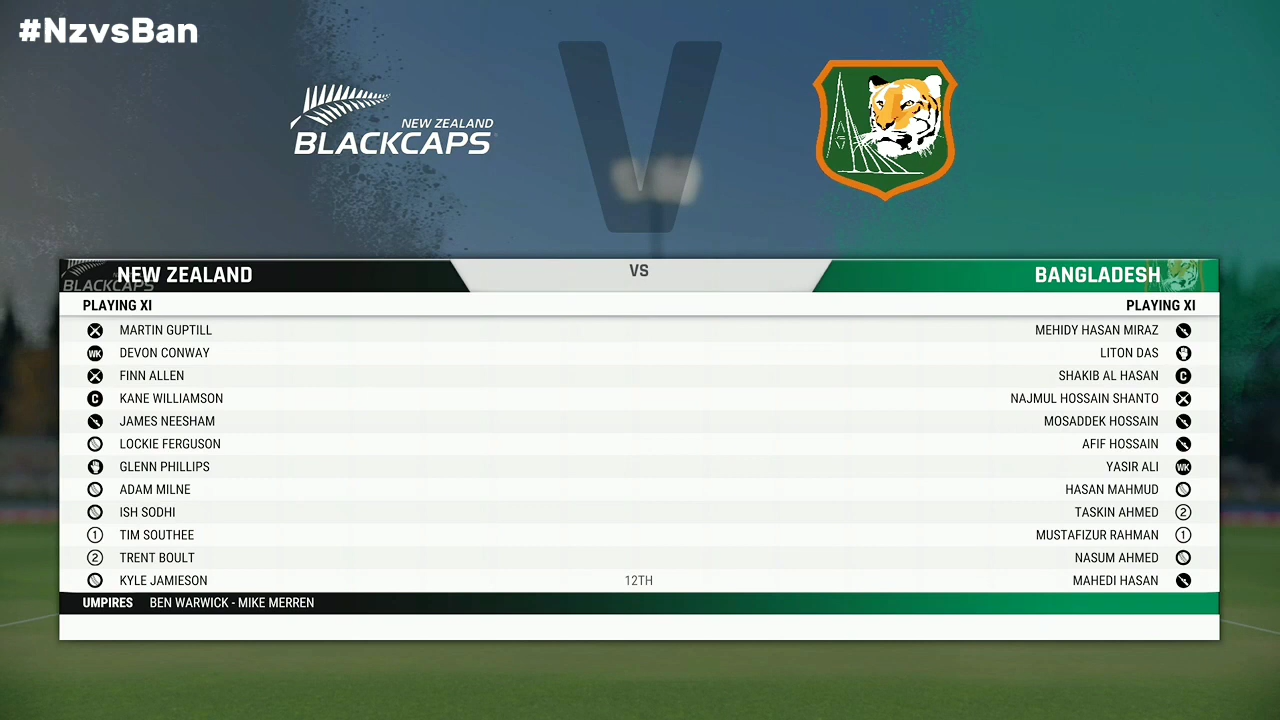 #NzvsBan
V
NEW ZEALAND
BLACKCAPS
BLACKCAPS
NEW ZEALAND VS BANGLADESH
PLAYING XI PLAYING XI
MARTIN GUPTILL MEHIDY HASAN MIRAZ
WK DEVON CONWAY LITON DAS
FINN ALLEN SHAKIB AL HASAN C
C KANE WILLIAMSON NAJMUL HOSSAIN SHANTO
JAMES NEESHAM MOSADDEK HOSSAIN
LOCKIE FERGUSON AFIF HOSSAIN
GLENN PHILLIPS YASIR ALI WK
ADAM MILNE HASAN MAHMUD
ISH SODHI TASKIN AHMED 2
1 TIM SOUTHEE MUSTAFIZUR RAHMAN 1
2 TRENT BOULT NASUM AHMED
KYLE JAMIESON 12TH MAHEDI HASAN
UMPIRES BEN WARWICK - MIKE MERREN